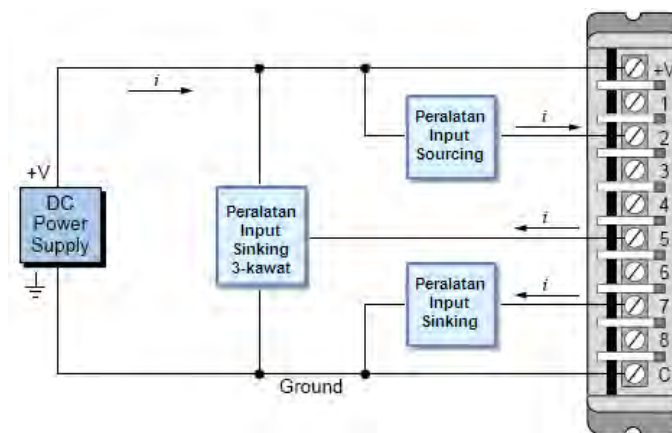 i
+V
DC
Power
Supply
Peralatan
Input
Sinking
3-kawat
Peralatan
Input
Sourcing
i
i
Peralatan
Input
Sinking
i
Ground
+V
1
2
3
4
5
6
7
8
C